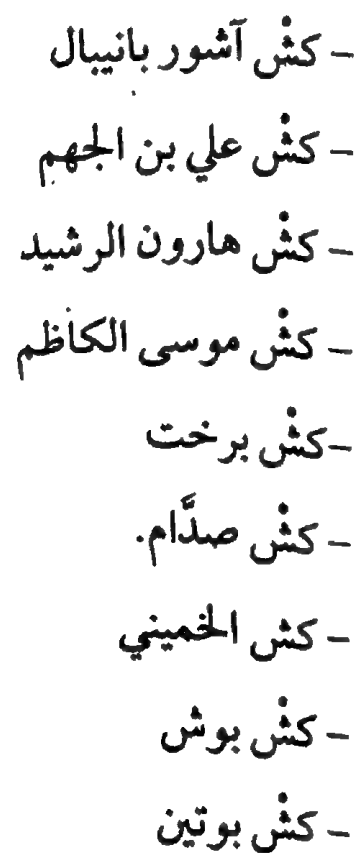 – كشْ آشور بانيبال
– كشْ علي بن الجهم
– كشْ هارون الرشيد
– كشْ موسى الكاظم
–كشْ برخت
– كشْ صدَّام.
– كش الخميني
– كشْ بوش
– كشْ بوتين